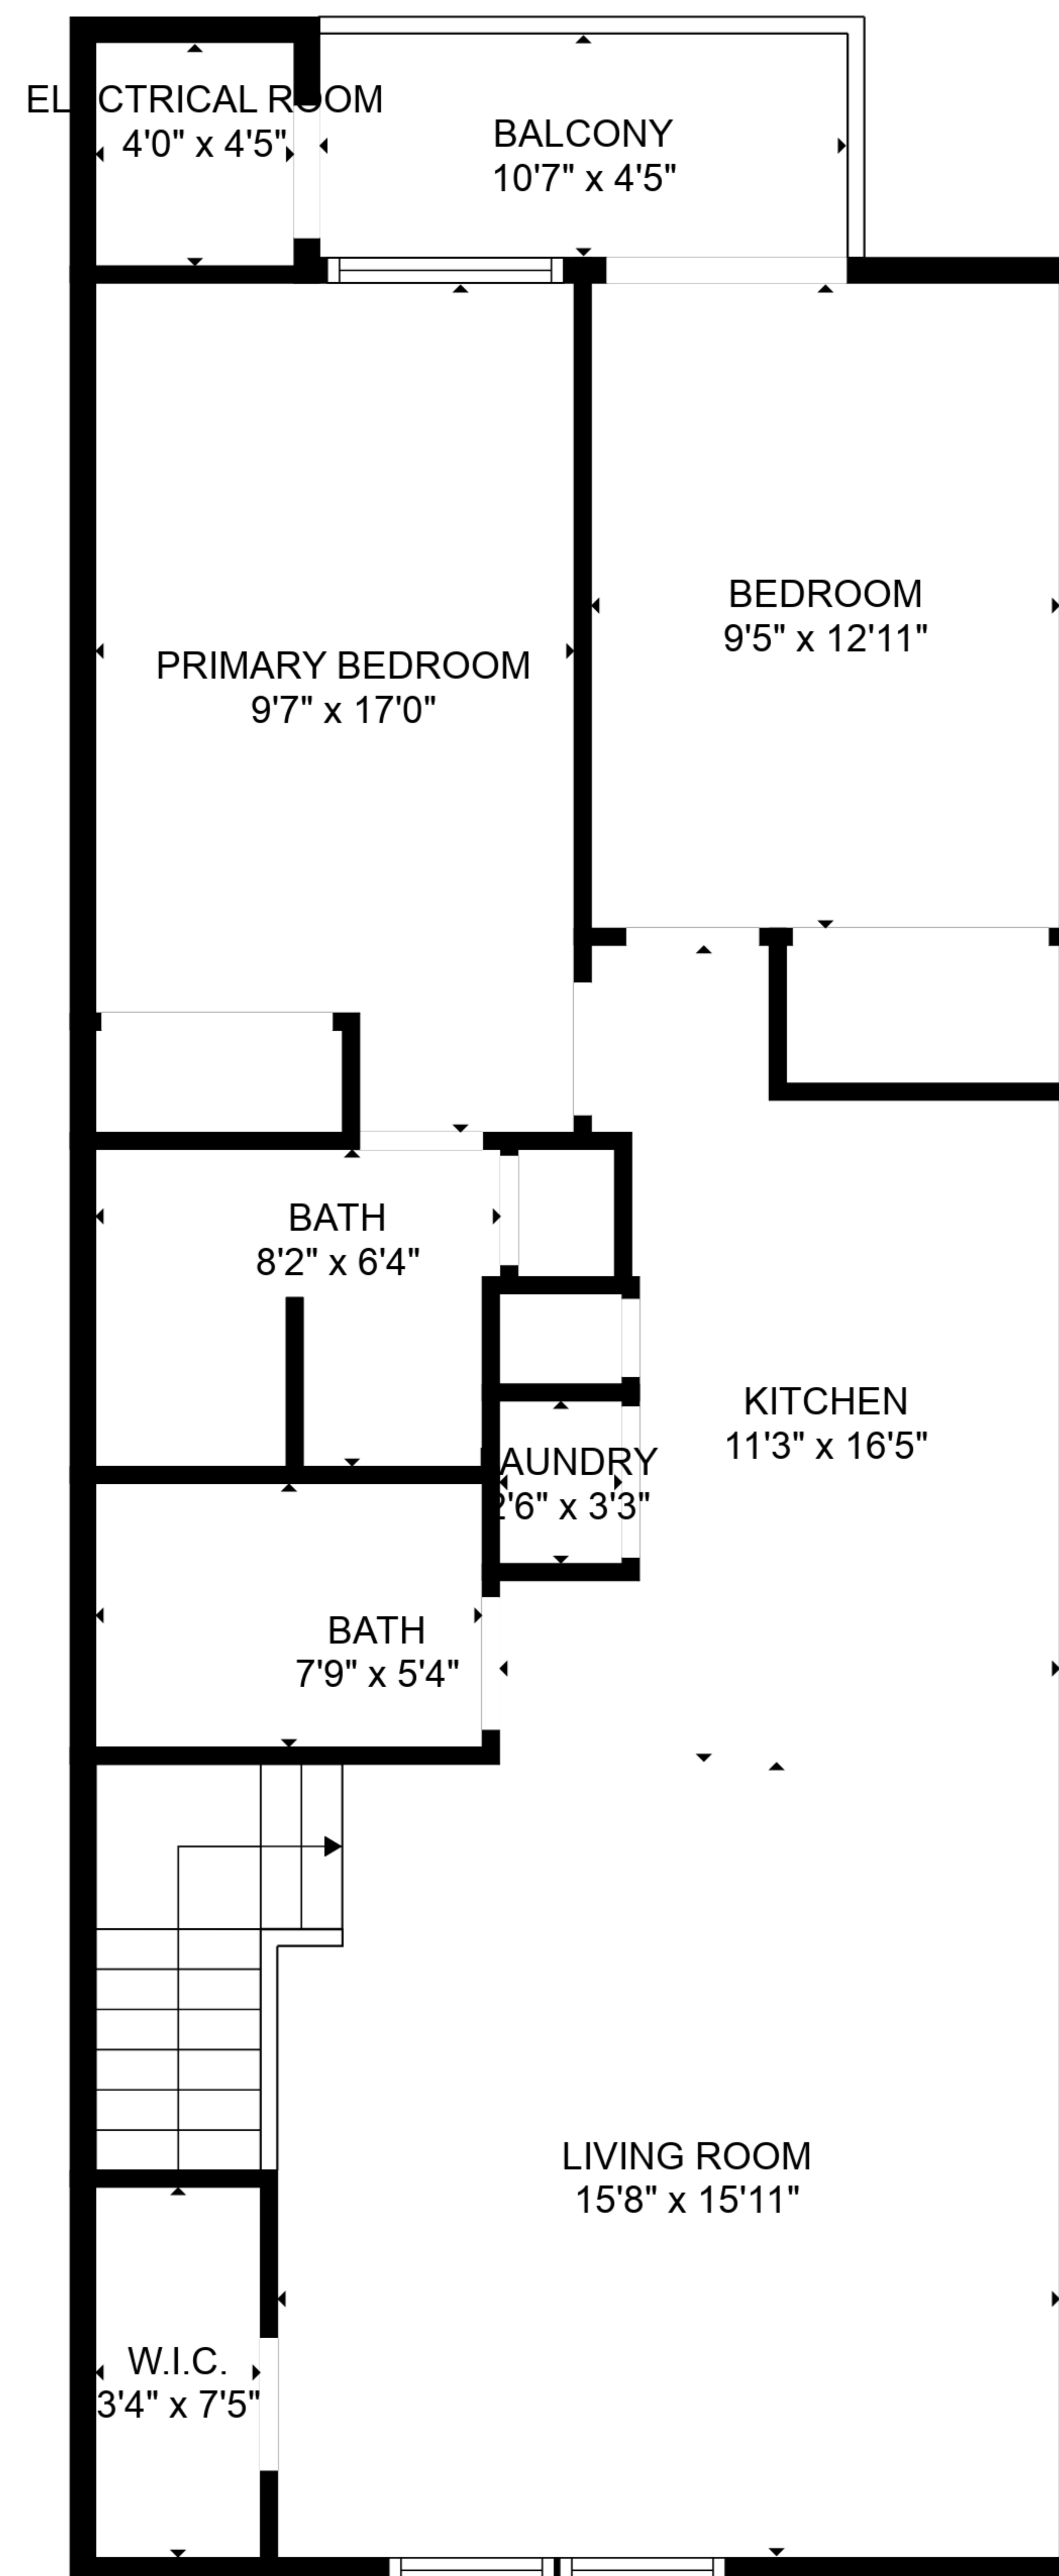 ELECTRICAL ROOM
4'0" x 4'5"
BALCONY
10'7" x 4'5"
BEDROOM
9'5" x 12'11"
PRIMARY BEDROOM
9'7" x 17'0"
BATH
8'2" x 6'4"
KITCHEN
11'3" x 16'5"
LAUNDRY
2'6" x 3'3"
BATH
7'9" x 5'4"
LIVING ROOM
15'8" x 15'11"
W.I.C.
3'4" x 7'5"